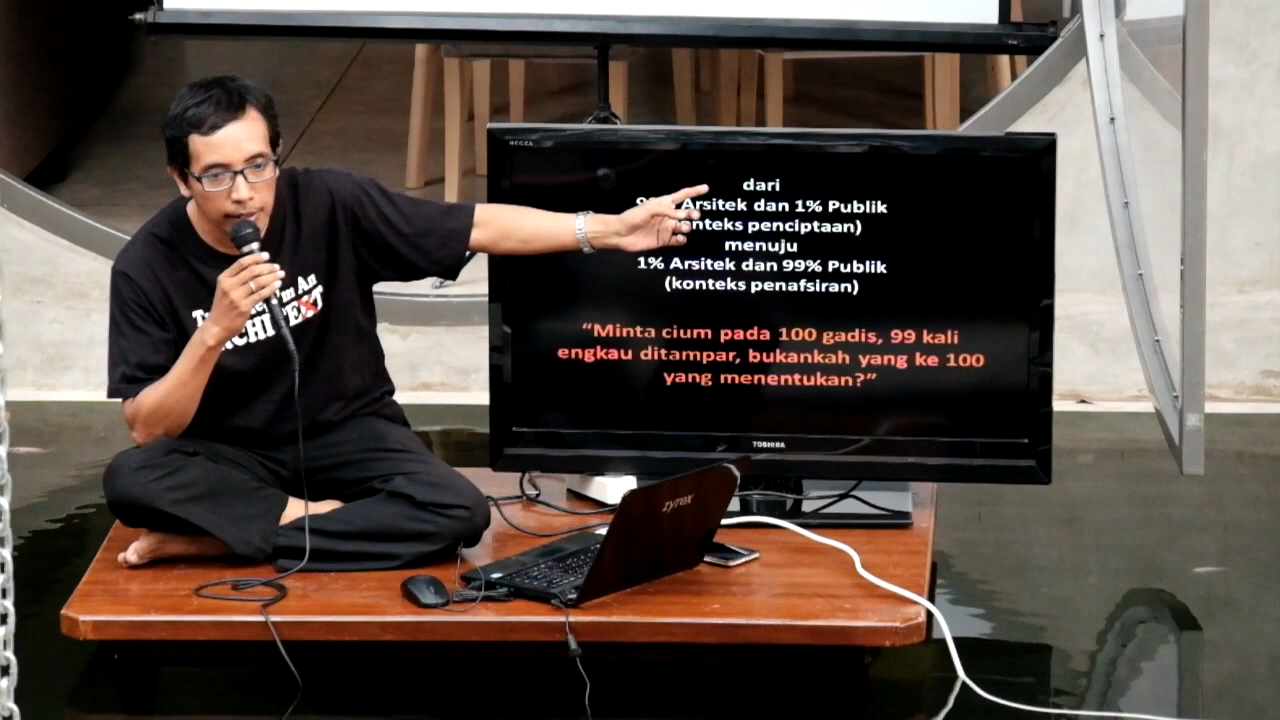 dari
Arsitek dan 1% Publik
penciptaan)
menuju
1% Arsitek dan 99% Publik
(konteks penafsiran)
“Minta cium pada 100 gadis, 99 kali
engkau ditampar, bukankah yang ke 100
yang menentukan?”
TOSHIBA
zyrex
I'm An